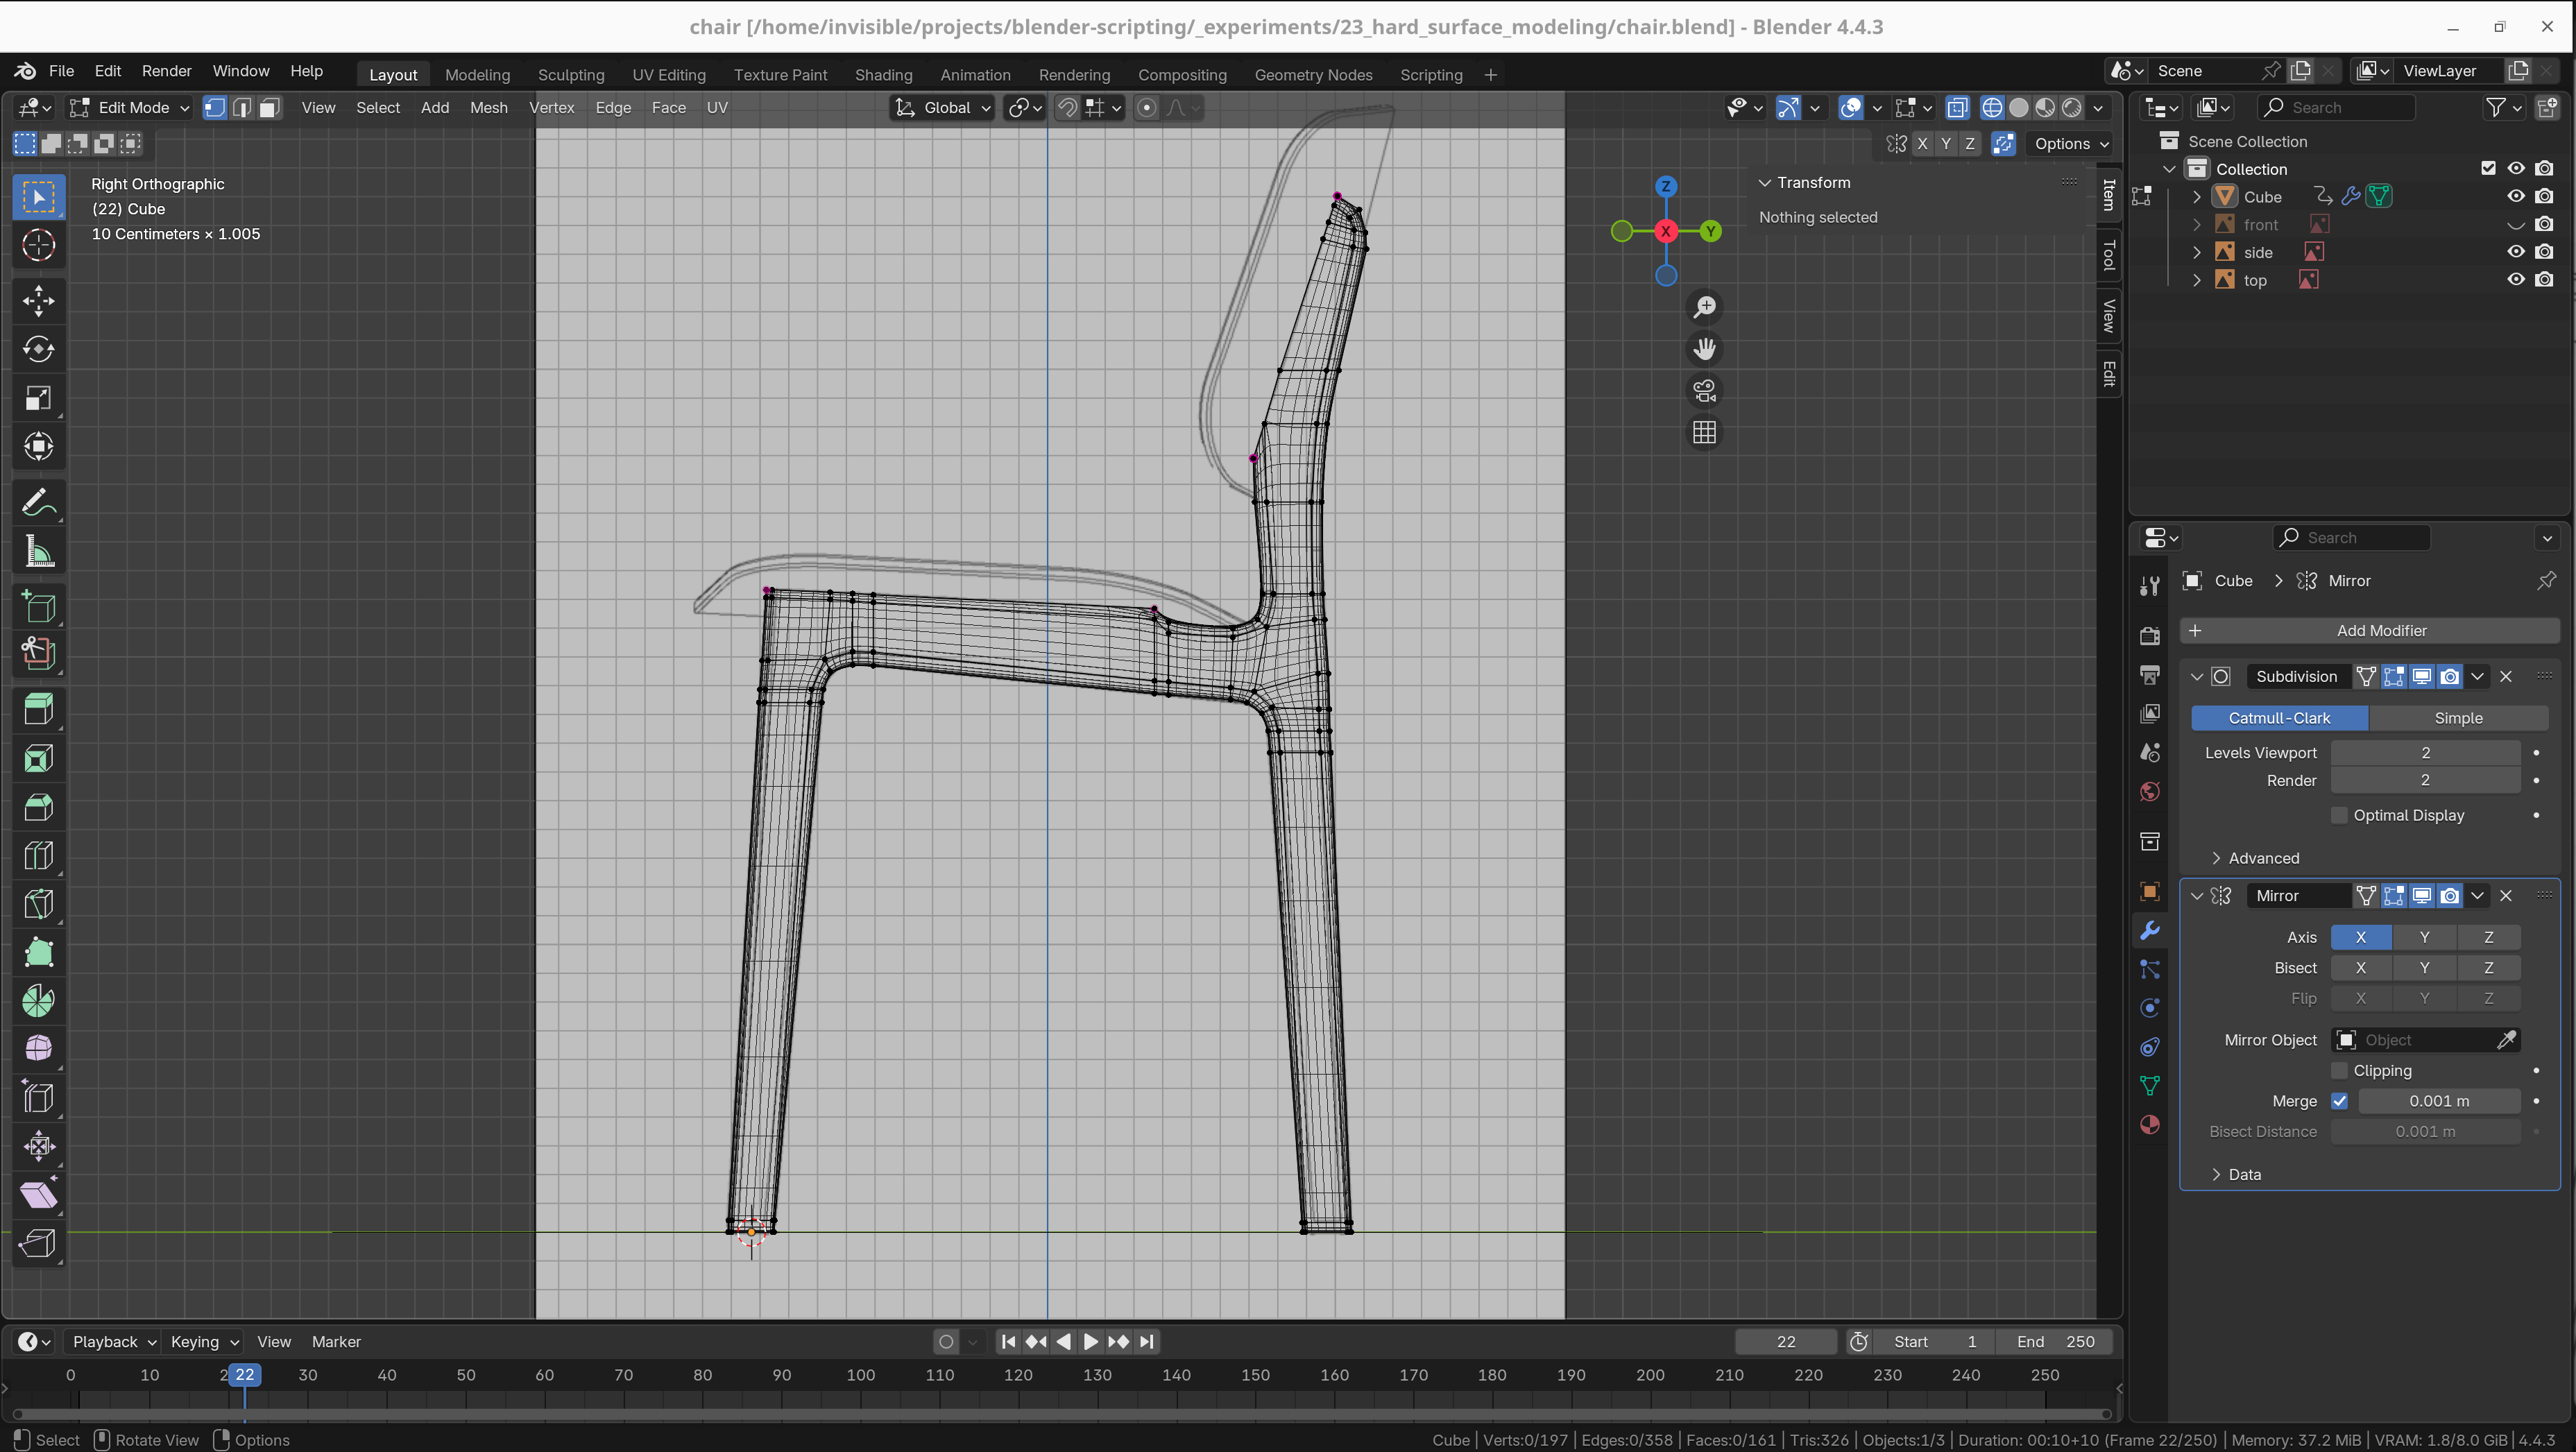 chair [/home/invisible/projects/blender-scripting/_experiments/23_hard_surface_modeling/chair.blend] - Blender 4.4.3
File Edit Render Window Help Layout Modeling Sculpting UV Editing Texture Paint Shading Animation Rendering Compositing Geometry Nodes Scripting + Scene ViewLayer
Edit Mode View Select Add Mesh Vertex Edge Face UV Global Search
X Y Z Options
Right Orthographic
(22) Cube
10 Centimeters × 1.005
Z
Y
X
Transform
Nothing selected
Item
Tool
View
Edit
Scene Collection
Collection
Cube
front
side
top
Search
Cube > Mirror
+ Add Modifier
Subdivision
Catmull-Clark Simple
Levels Viewport 2
Render 2
Optimal Display
Advanced
Mirror
Axis X Y Z
Bisect X Y Z
Flip X Y Z
Mirror Object Object
Clipping
Merge 0.001 m
Bisect Distance 0.001 m
Data
Playback Keying View Marker 22 Start 1 End 250
0 10 2 22 30 40 50 60 70 80 90 100 110 120 130 140 150 160 170 180 190 200 210 220 230 240 250
Select Rotate View Options Cube | Verts:0/197 | Edges:0/358 | Faces:0/161 | Tris:326 | Objects:1/3 | Duration: 00:10+10 (Frame 22/250) | Memory: 37.2 MiB | VRAM: 1.8/8.0 GiB | 4.4.3